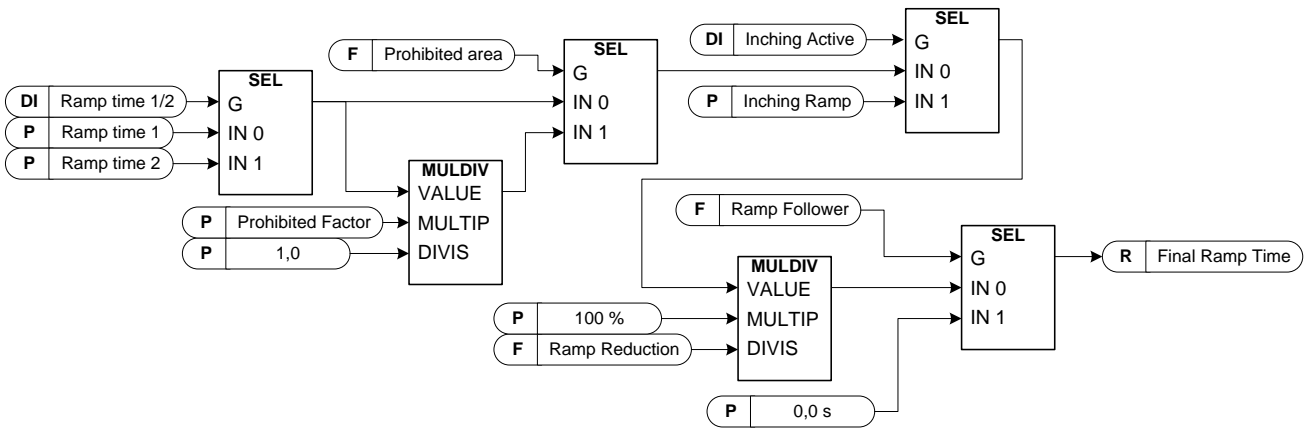 SEL
G
IN 0
IN 1
DI Ramp time 1/2
P Ramp time 1
P Ramp time 2
MULDIV
VALUE
MULTIP
DIVIS
P Prohibited Factor
P 1,0
F Prohibited area
SEL
G
IN 0
IN 1
DI Inching Active
P Inching Ramp
SEL
G
IN 0
IN 1
MULDIV
VALUE
MULTIP
DIVIS
P 100 %
F Ramp Reduction
F Ramp Follower
P 0,0 s
SEL
G
IN 0
IN 1
R Final Ramp Time